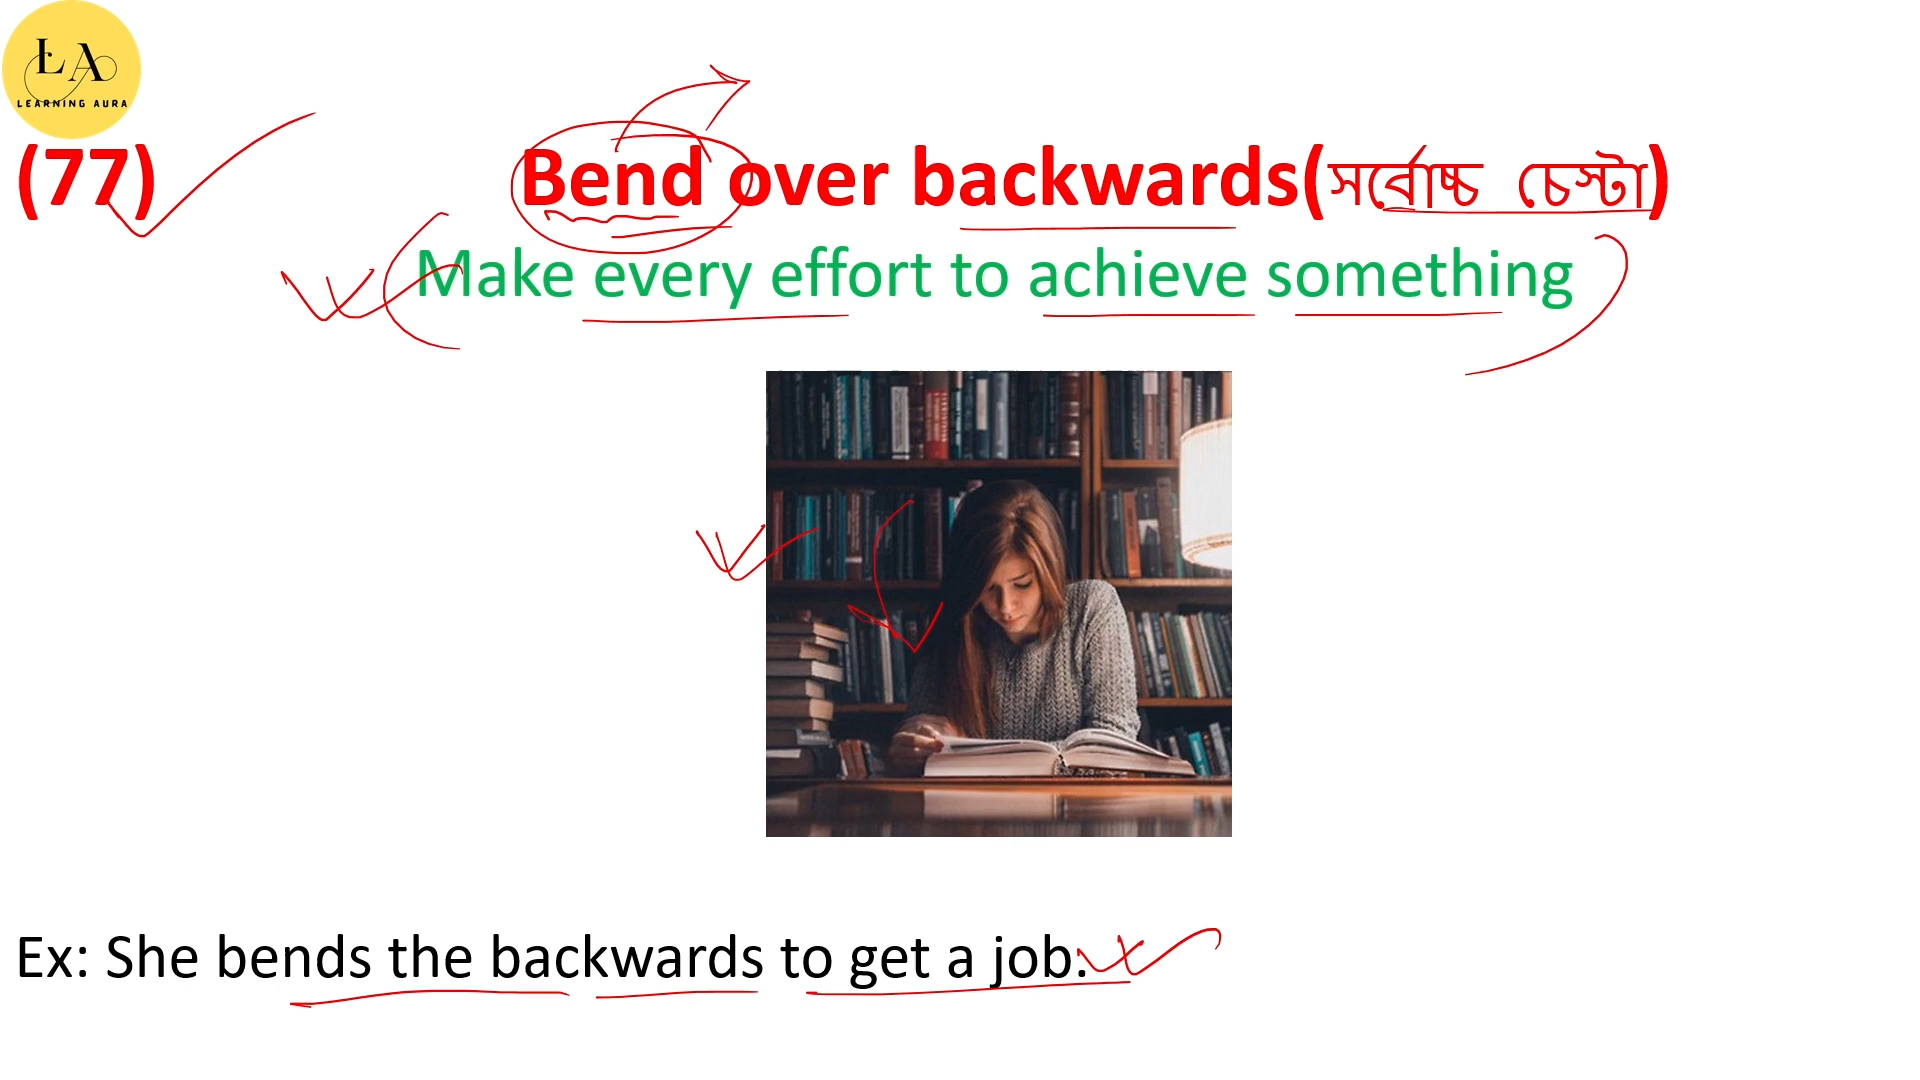 LA
LEARNING AURA
(77) Bend over backwards(সর্বোচ্চ চেস্টা)
Make every effort to achieve something
Ex: She bends the backwards to get a job.